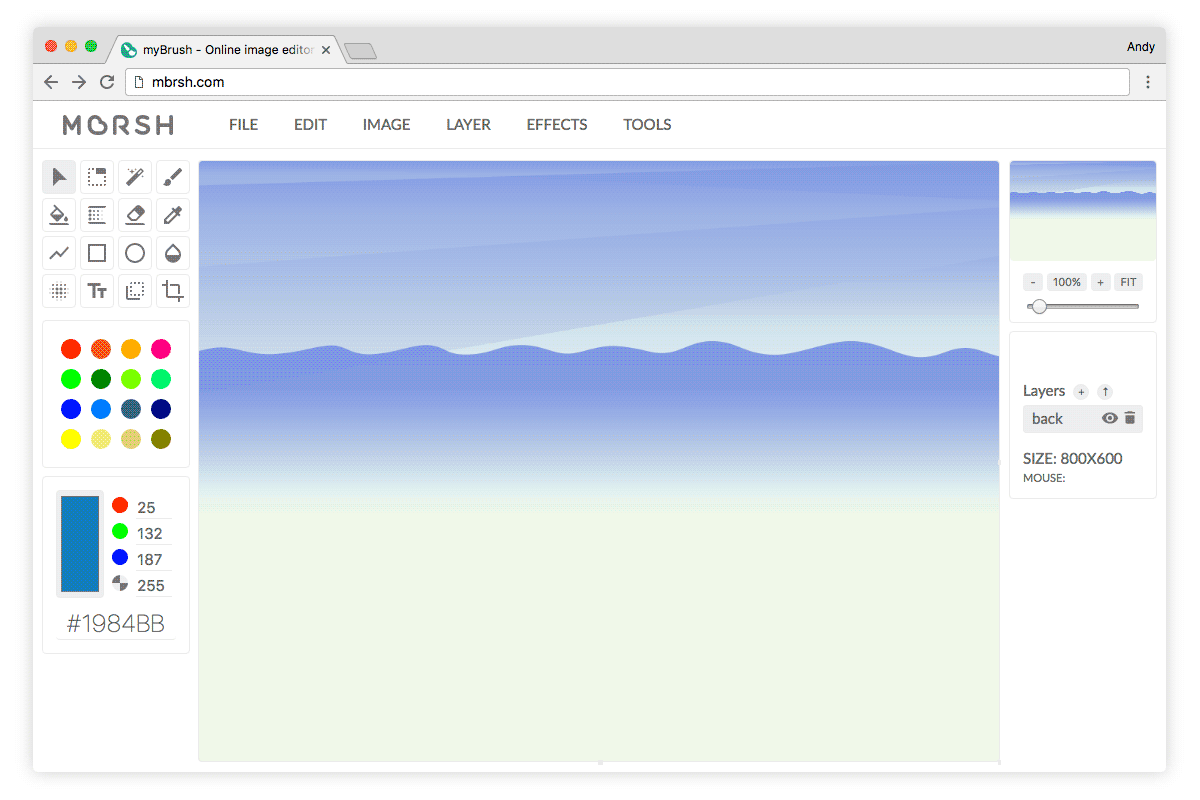 myBrush - Online image editor
Andy
mbrsh.com
MBRSH
FILE
EDIT
IMAGE
LAYER
EFFECTS
TOOLS
TT
- 100% + FIT
Layers + ↑
back
SIZE: 800X600
MOUSE:
25
132
187
255
#1984BB